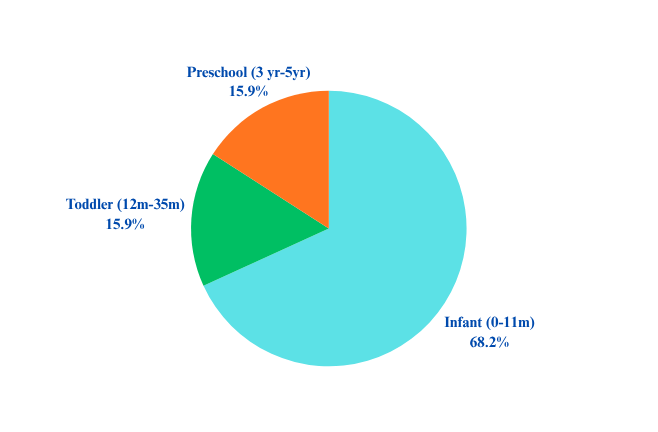 Preschool (3 yr-5yr)
15.9%
Toddler (12m-35m)
15.9%
Infant (0-11m)
68.2%